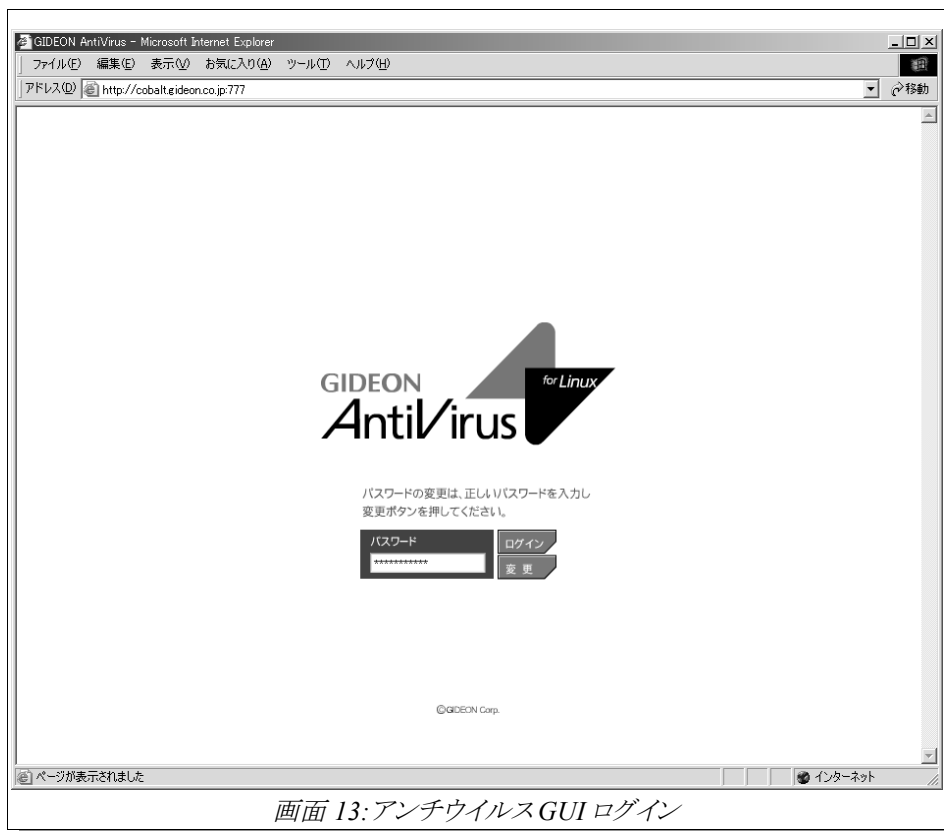 GIDEON AntiVirus - Microsoft Internet Explorer
ファイル(F) 編集(E) 表示(V) お気に入り(A) ツール(T) ヘルプ(H)
アドレス(D) http://cobalt.gideon.co.jp:777 移動
GIDEON
AntiVirus
for Linux
パスワードの変更は、正しいパスワードを入力し
変更ボタンを押してください。
パスワード
ログイン
***********
変 更
©GIDEON Corp.
ページが表示されました インターネット
画面 13:アンチウイルスGUI ログイン